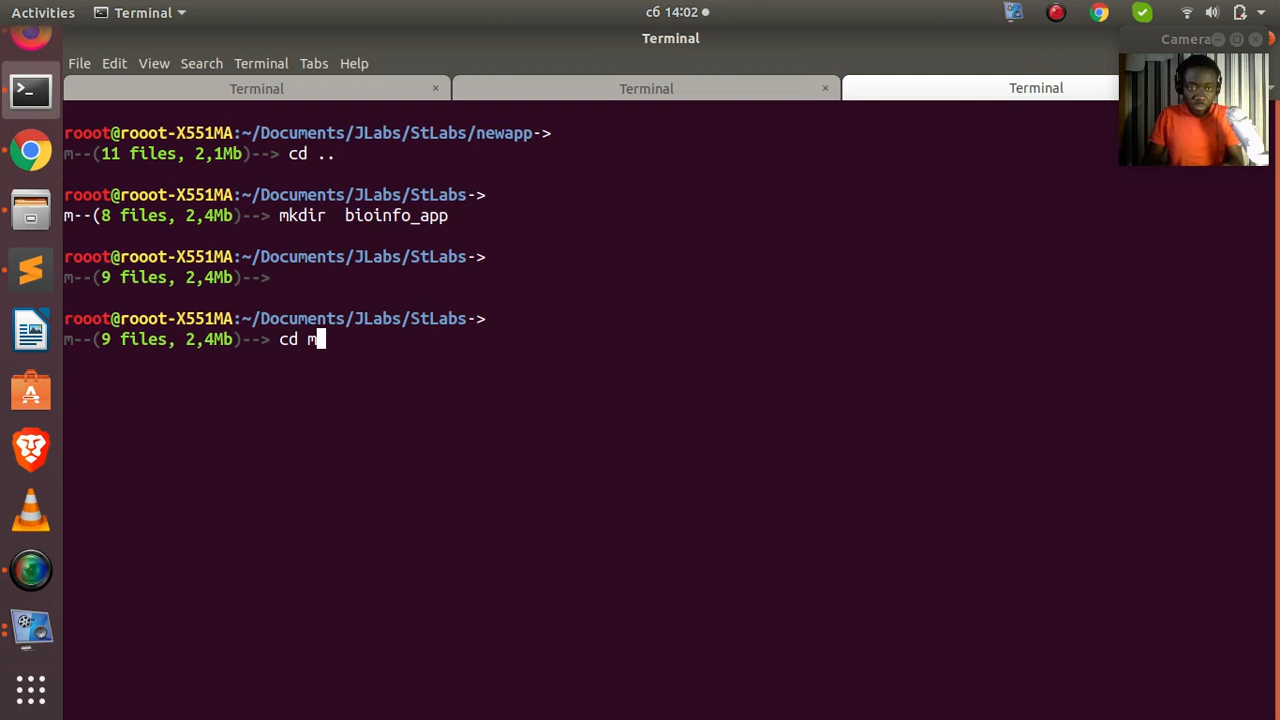 Activities
Terminal
сб 14:02
Terminal
Camera
File Edit View Search Terminal Tabs Help
Terminal × Terminal × Terminal
rooot@rooot-X551MA:~/Documents/JLabs/StLabs/newapp->
m--(11 files, 2,1Mb)--> cd ..
rooot@rooot-X551MA:~/Documents/JLabs/StLabs->
m--(8 files, 2,4Mb)--> mkdir  bioinfo_app
rooot@rooot-X551MA:~/Documents/JLabs/StLabs->
m--(9 files, 2,4Mb)-->
rooot@rooot-X551MA:~/Documents/JLabs/StLabs->
m--(9 files, 2,4Mb)--> cd m